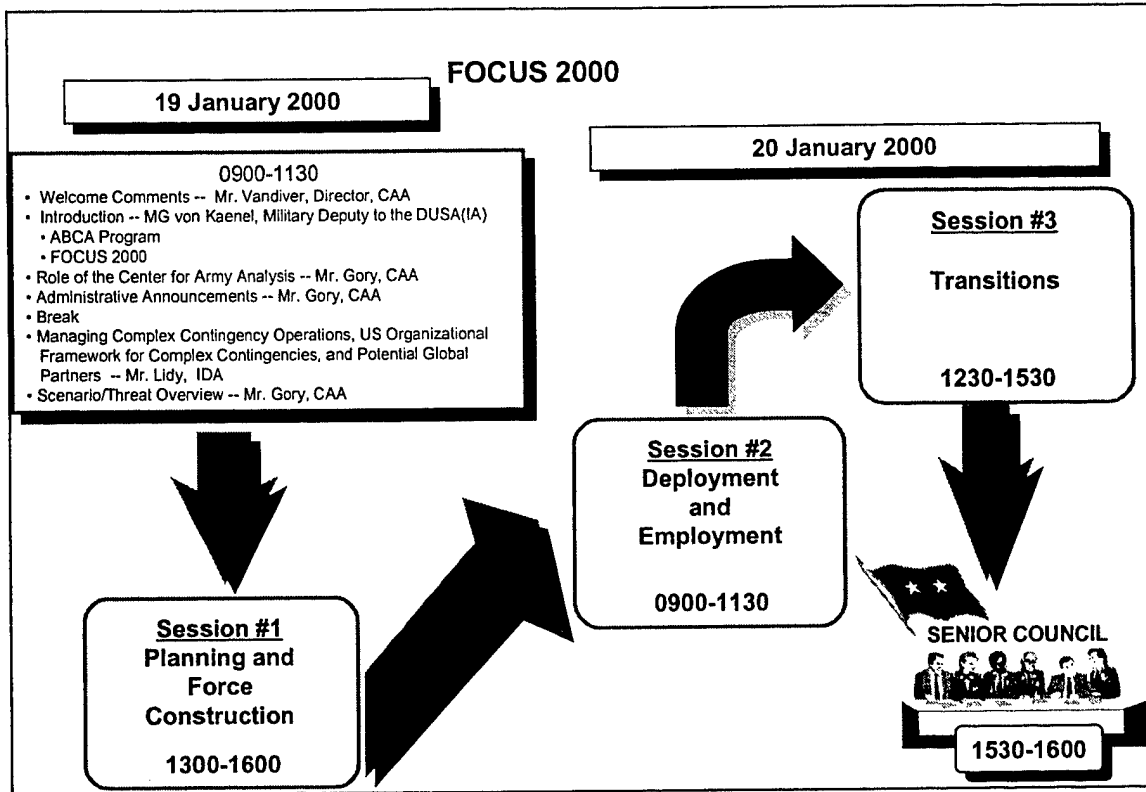 FOCUS 2000
19 January 2000
0900-1130
• Welcome Comments -- Mr. Vandiver, Director, CAA
• Introduction -- MG von Kaenel, Military Deputy to the DUSA(IA)
• ABCA Program
• FOCUS 2000
• Role of the Center for Army Analysis -- Mr. Gory, CAA
• Administrative Announcements -- Mr. Gory, CAA
• Break
• Managing Complex Contingency Operations, US Organizational
Framework for Complex Contingencies, and Potential Global
Partners -- Mr. Lidy, IDA
• Scenario/Threat Overview -- Mr. Gory, CAA
Session #1
Planning and
Force
Construction
1300-1600
20 January 2000
Session #2
Deployment
and
Employment
0900-1130
Session #3
Transitions
1230-1530
SENIOR COUNCIL
1530-1600